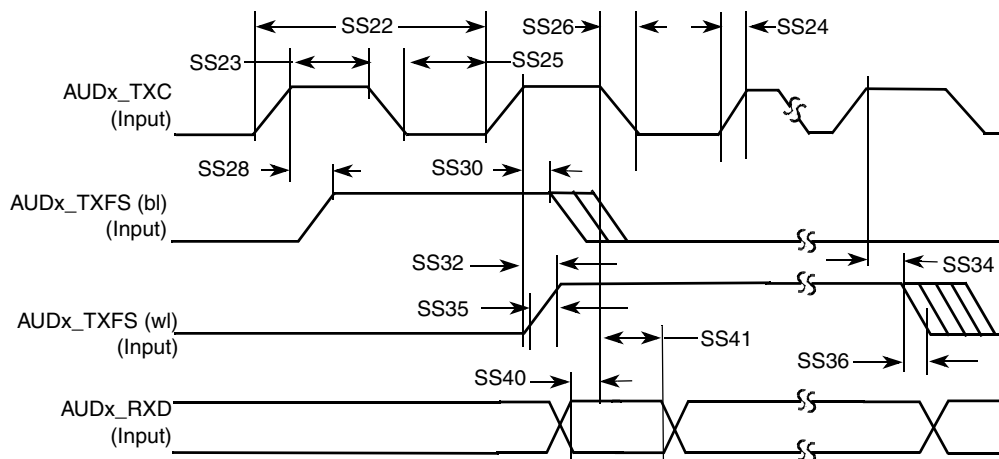 SS22
SS26
SS24
SS23
SS25
AUDx_TXC
(Input)
SS28
SS30
AUDx_TXFS (bl)
(Input)
SS32
SS34
SS35
AUDx_TXFS (wl)
(Input)
SS41
SS36
SS40
AUDx_RXD
(Input)